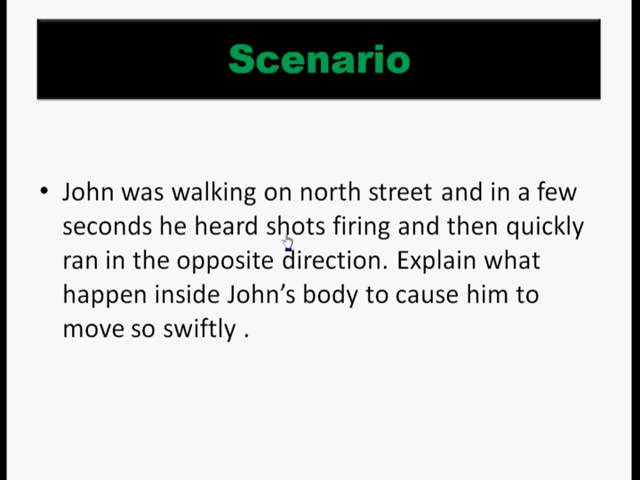 Scenario
• John was walking on north street and in a few
seconds he heard shots firing and then quickly
ran in the opposite direction. Explain what
happen inside John's body to cause him to
move so swiftly .